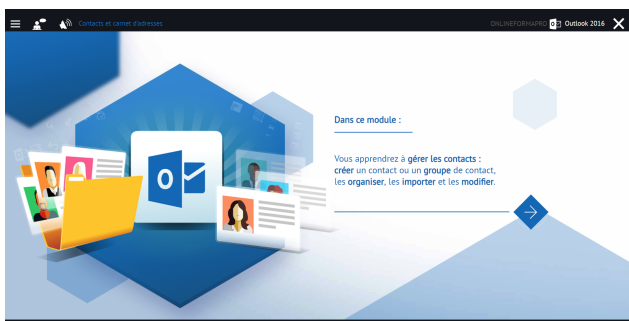 Contacts et carnet d'adresses
ONLINEFORMAPRO Outlook 2016
Dans ce module :
Vous apprendrez à gérer les contacts :
créer un contact ou un groupe de contact,
les organiser, les importer et les modifier.